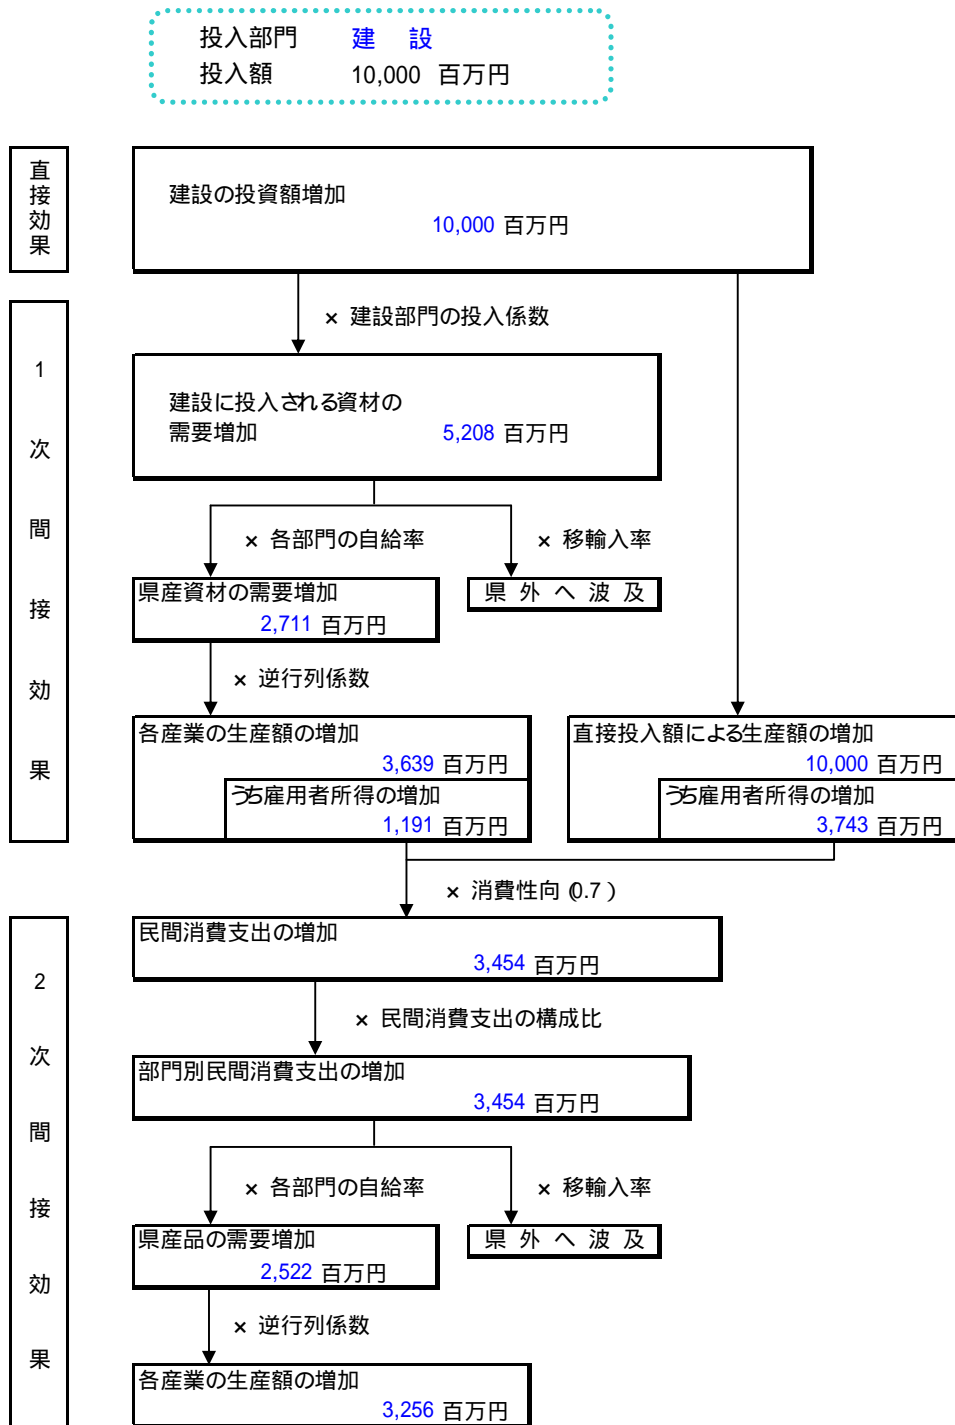 投入部門 建 設
投入額 10,000 百万円
直接効果
建設の投資額増加
10,000 百万円
1次間接効果
× 建設部門の投入係数
建設に投入される資材の
需要増加 5,208 百万円
× 各部門の自給率 × 移輸入率
県産資材の需要増加
2,711 百万円
県 外 へ 波 及
× 逆行列係数
各産業の生産額の増加
3,639 百万円
うち雇用者所得の増加
1,191 百万円
直接投入額による生産額の増加
10,000 百万円
うち雇用者所得の増加
3,743 百万円
× 消費性向 (0.7 )
2次間接効果
民間消費支出の増加
3,454 百万円
× 民間消費支出の構成比
部門別民間消費支出の増加
3,454 百万円
× 各部門の自給率 × 移輸入率
県産品の需要増加
2,522 百万円
県 外 へ 波 及
× 逆行列係数
各産業の生産額の増加
3,256 百万円